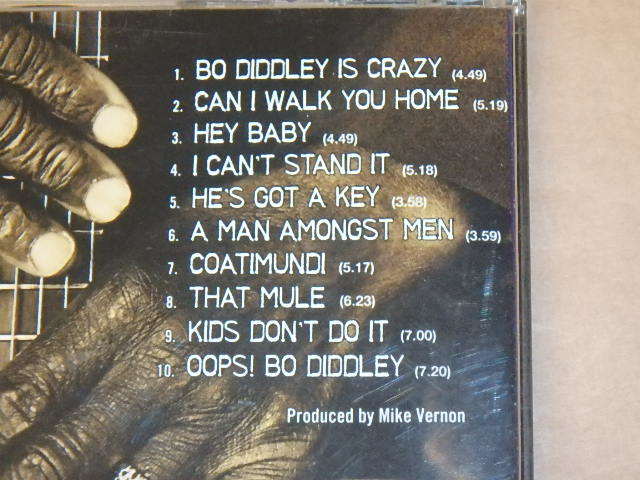 1. BO DIDDLEY IS CRAZY (4.49)
2. CAN I WALK YOU HOME (5.19)
3. HEY BABY (4.49)
4. I CAN'T STAND IT (5.18)
5. HE'S GOT A KEY (3.58)
6. A MAN AMONGST MEN (3.59)
7. COATIMUNDI (5.17)
8. THAT MULE (6.23)
9. KIDS DON'T DO IT (7.00)
10. OOPS! BO DIDDLEY (7.20)
Produced by Mike Vernon